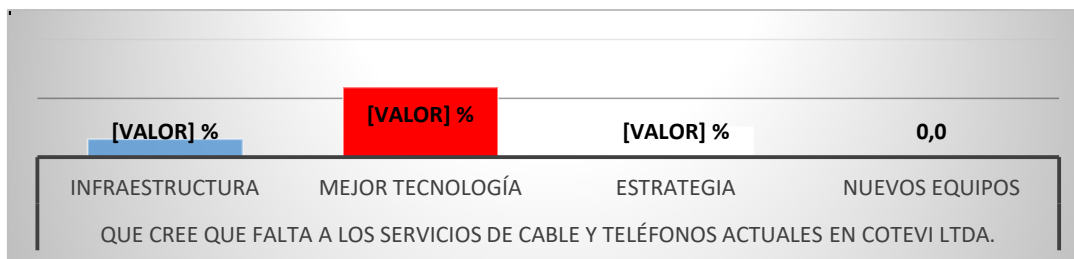 [VALOR] % [VALOR] % [VALOR] % 0,0
INFRAESTRUCTURA MEJOR TECNOLOGÍA ESTRATEGIA NUEVOS EQUIPOS
QUE CREE QUE FALTA A LOS SERVICIOS DE CABLE Y TELÉFONOS ACTUALES EN COTEVI LTDA.